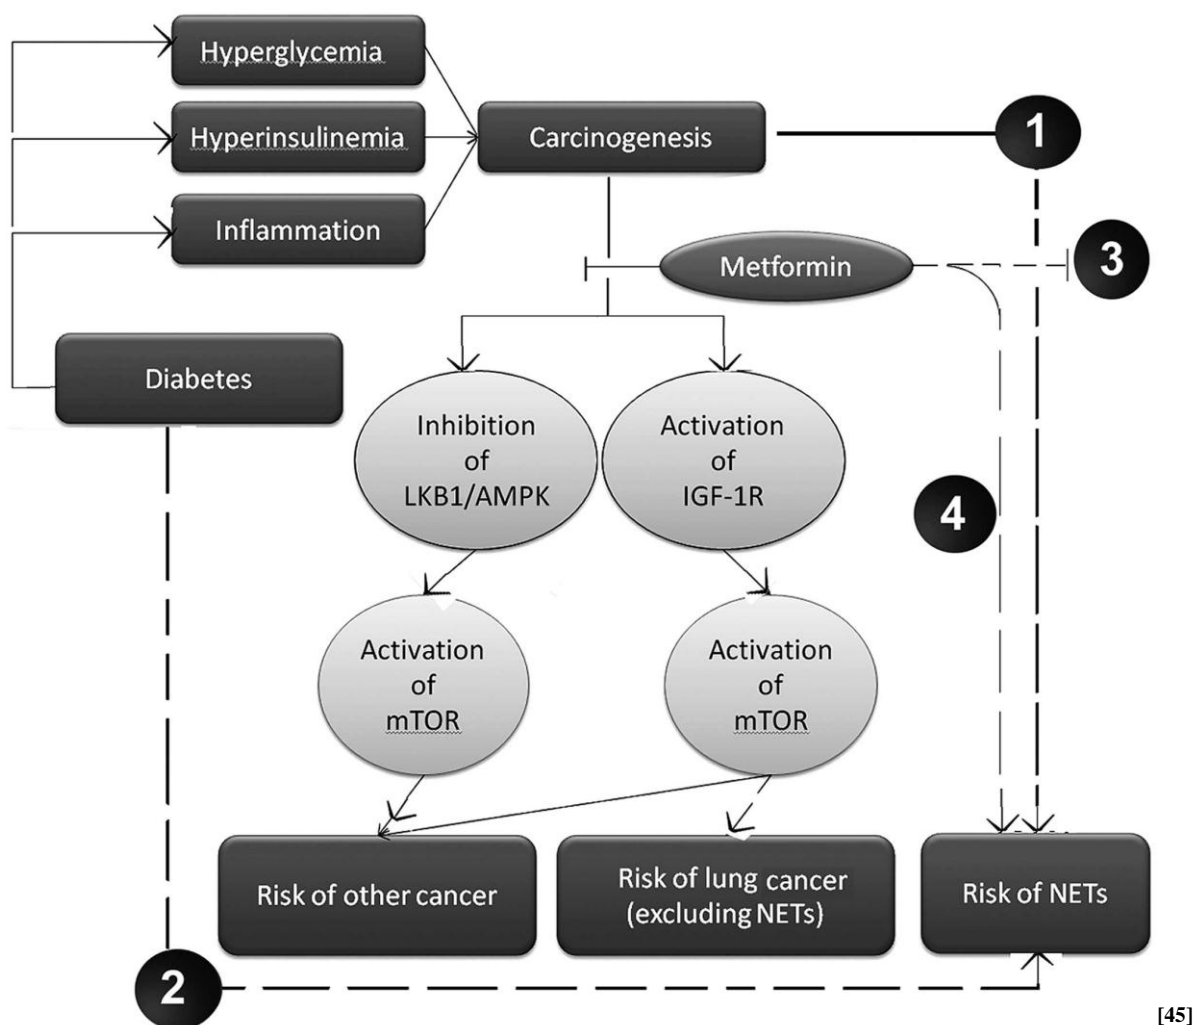 Hyperglycemia
Hyperinsulinemia
Inflammation
Carcinogenesis
1
Metformin
3
Diabetes
Inhibition
of
LKB1/AMPK
Activation
of
IGF-1R
4
Activation
of
mTOR
Activation
of
mTOR
Risk of other cancer
Risk of lung cancer
(excluding NETs)
Risk of NETs
2
[45]